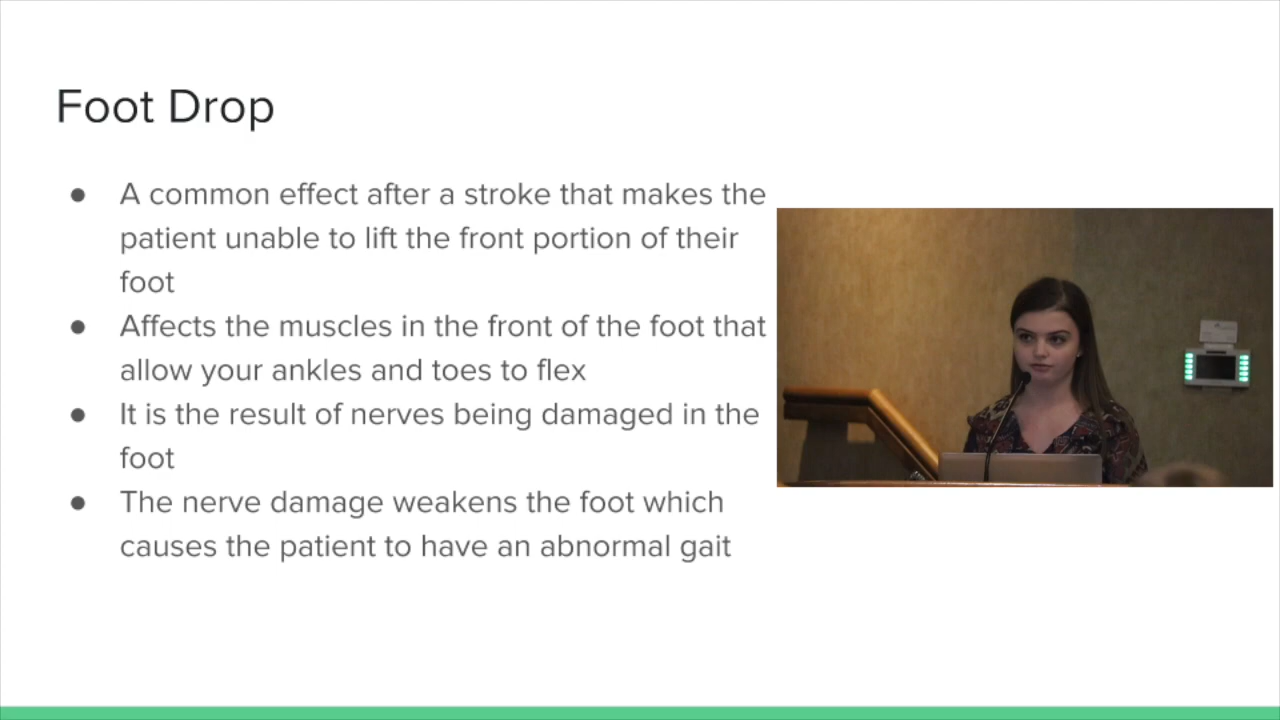 Foot Drop
● A common effect after a stroke that makes the
patient unable to lift the front portion of their
foot
● Affects the muscles in the front of the foot that
allow your ankles and toes to flex
● It is the result of nerves being damaged in the
foot
● The nerve damage weakens the foot which
causes the patient to have an abnormal gait